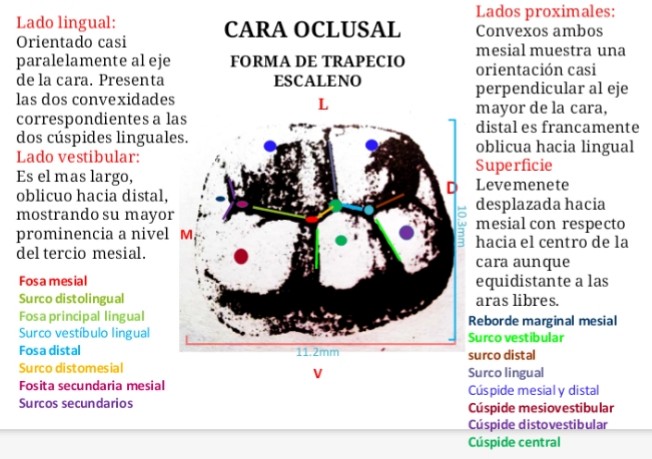 Lado lingual:
Orientado casi
paralelamente al eje
de la cara. Presenta
las dos convexidades
correspondientes a las
dos cúspides linguales.
Lado vestibular:
Es el mas largo,
oblicuo hacia distal,
mostrando su mayor
prominencia a nivel
del tercio mesial.
Fosa mesial
Surco distolingual
Fosa principal lingual
Surco vestíbulo lingual
Fosa distal
Surco distomesial
Fosita secundaria mesial
Surcos secundarios
CARA OCLUSAL
FORMA DE TRAPECIO
ESCALENO
L
M
D
10.3mm
11.2mm
V
Lados proximales:
Convexos ambos
mesial muestra una
orientación casi
perpendicular al eje
mayor de la cara,
distal es francamente
oblicua hacia lingual
Superficie
Levemenete
desplazada hacia
mesial con respecto
hacia el centro de la
cara aunque
equidistante a las
aras libres.
Reborde marginal mesial
Surco vestibular
surco distal
Surco lingual
Cúspide mesial y distal
Cúspide mesiovestibular
Cúspide distovestibular
Cúspide central